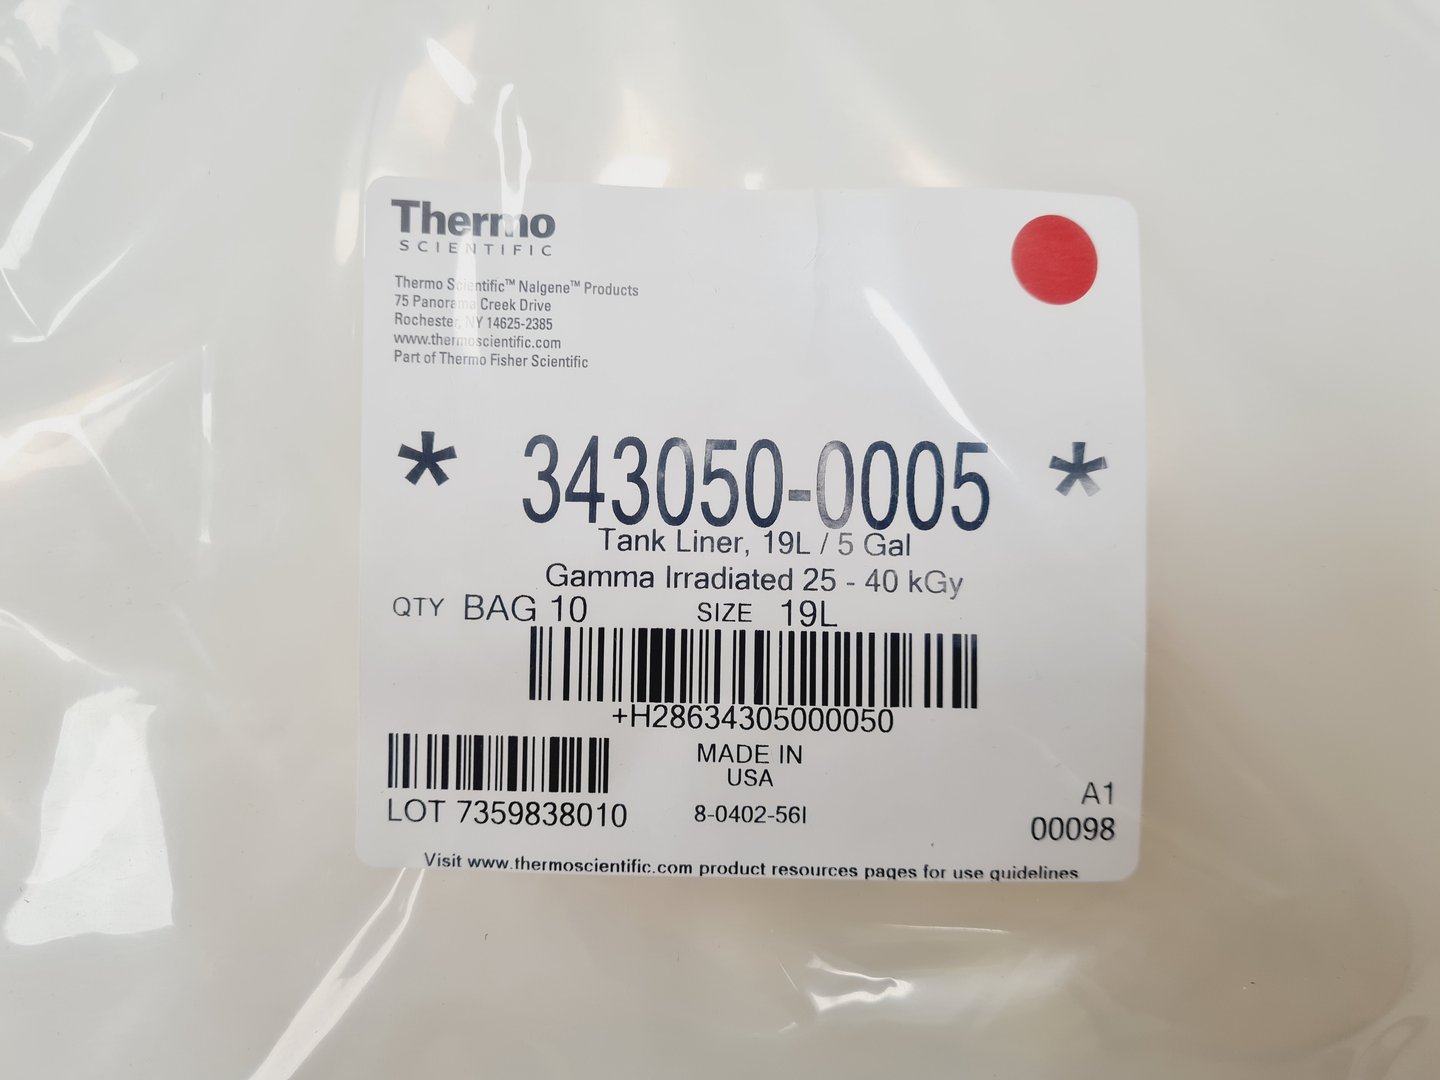 Thermo
SCIENTIFIC
Thermo Scientific™ Nalgene™ Products
75 Panorama Creek Drive
Rochester, NY 14625-2385
www.thermoscientific.com
Part of Thermo Fisher Scientific
* 343050-0005 *
Tank Liner, 19L / 5 Gal
Gamma Irradiated 25 - 40 kGy
QTY BAG 10 SIZE 19L
+H28634305000050
MADE IN
USA
LOT 7359838010
8-0402-56I
A1
00098
Visit www.thermoscientific.com product resources pages for use guidelines